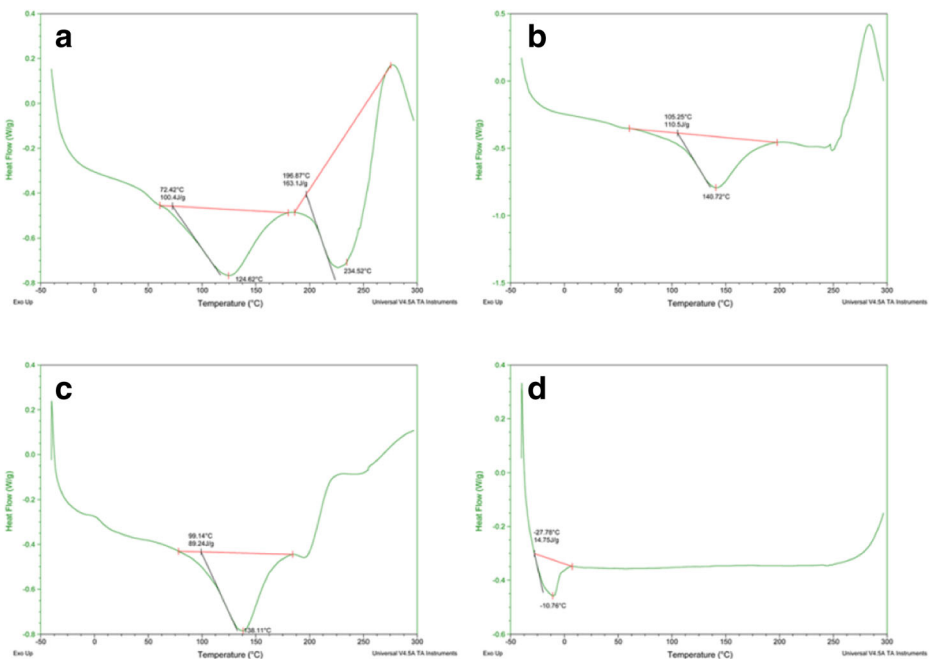 a
0.4
0.2
0.0
-0.2
-0.4
-0.6
-0.8
Heat Flow (W/g)
72.42°C
100.4J/g
124.62°C
196.87°C
163.1J/g
234.52°C
-50
0
50
100
150
200
250
300
Exo Up
Temperature (°C)
Universal V4.5A TA Instruments
b
0.5
0.0
-0.5
-1.0
-1.5
Heat Flow (W/g)
105.25°C
110.5J/g
140.72°C
-50
0
50
100
150
200
250
300
Exo Up
Temperature (°C)
Universal V4.5A TA Instruments
c
0.4
0.2
0.0
-0.2
-0.4
-0.6
-0.8
Heat Flow (W/g)
99.14°C
89.24J/g
138.11°C
-50
0
50
100
150
200
250
300
Exo Up
Temperature (°C)
Universal V4.5A TA Instruments
d
0.4
0.2
0.0
-0.2
-0.4
-0.6
Heat Flow (W/g)
-27.78°C
14.75J/g
-10.76°C
-50
0
50
100
150
200
250
300
Exo Up
Temperature (°C)
Universal V4.5A TA Instruments